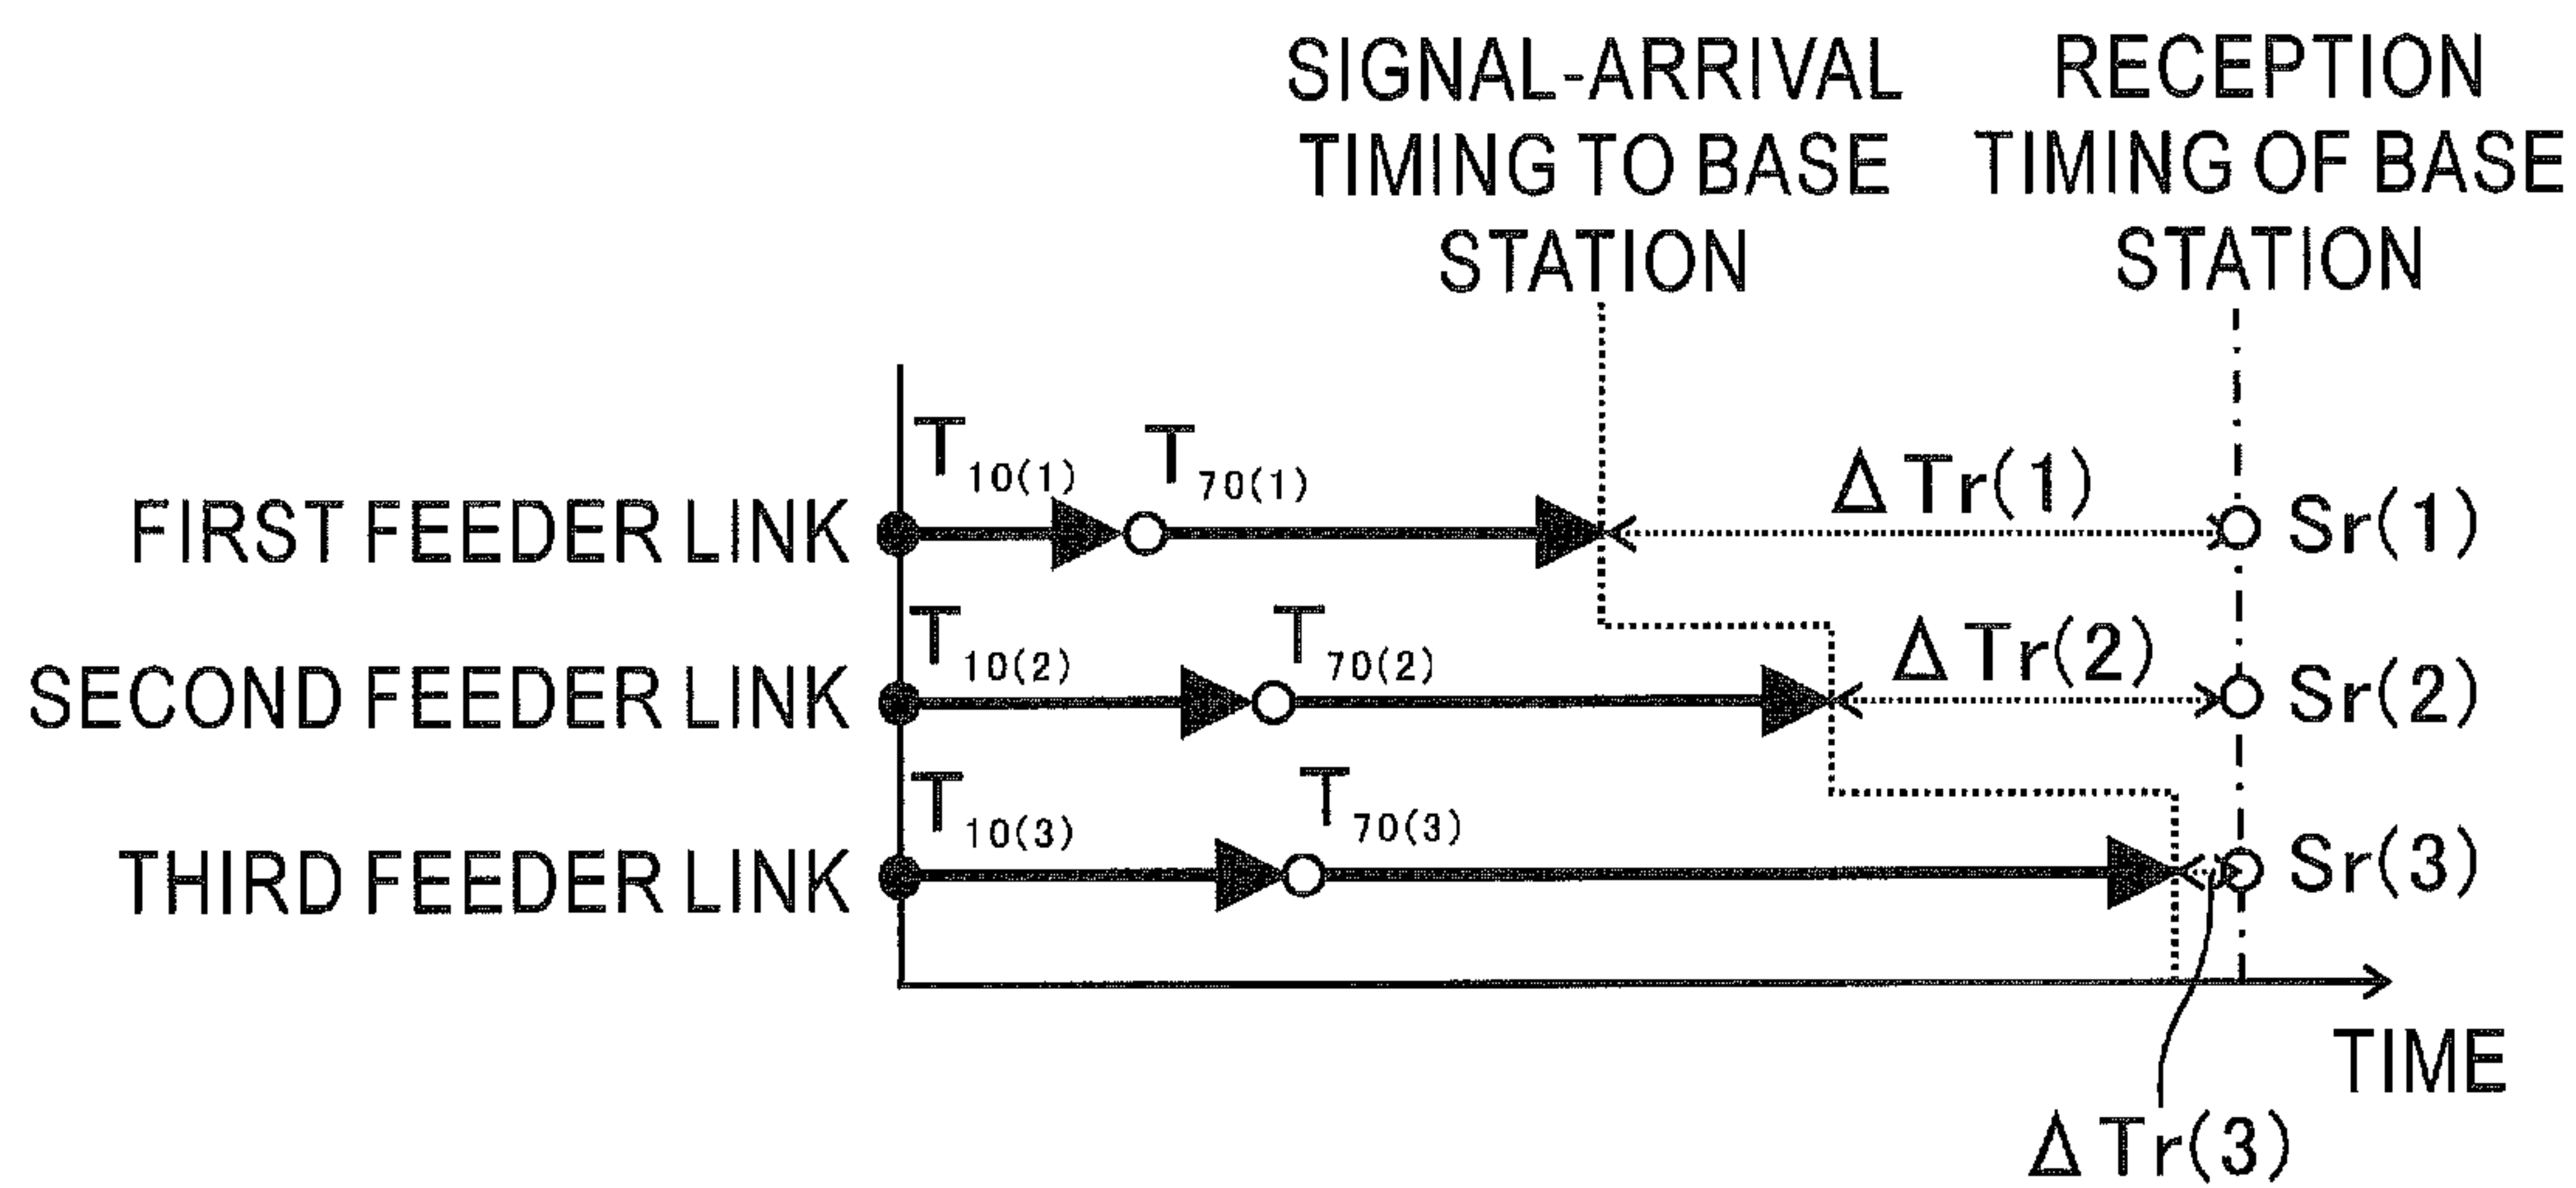 SIGNAL-ARRIVAL
TIMING TO BASE
STATION
RECEPTION
TIMING OF BASE
STATION
FIRST FEEDER LINK
T10(1)
T70(1)
ΔTr(1)
Sr(1)
SECOND FEEDER LINK
T10(2)
T70(2)
ΔTr(2)
Sr(2)
THIRD FEEDER LINK
T10(3)
T70(3)
Sr(3)
TIME
ΔTr(3)